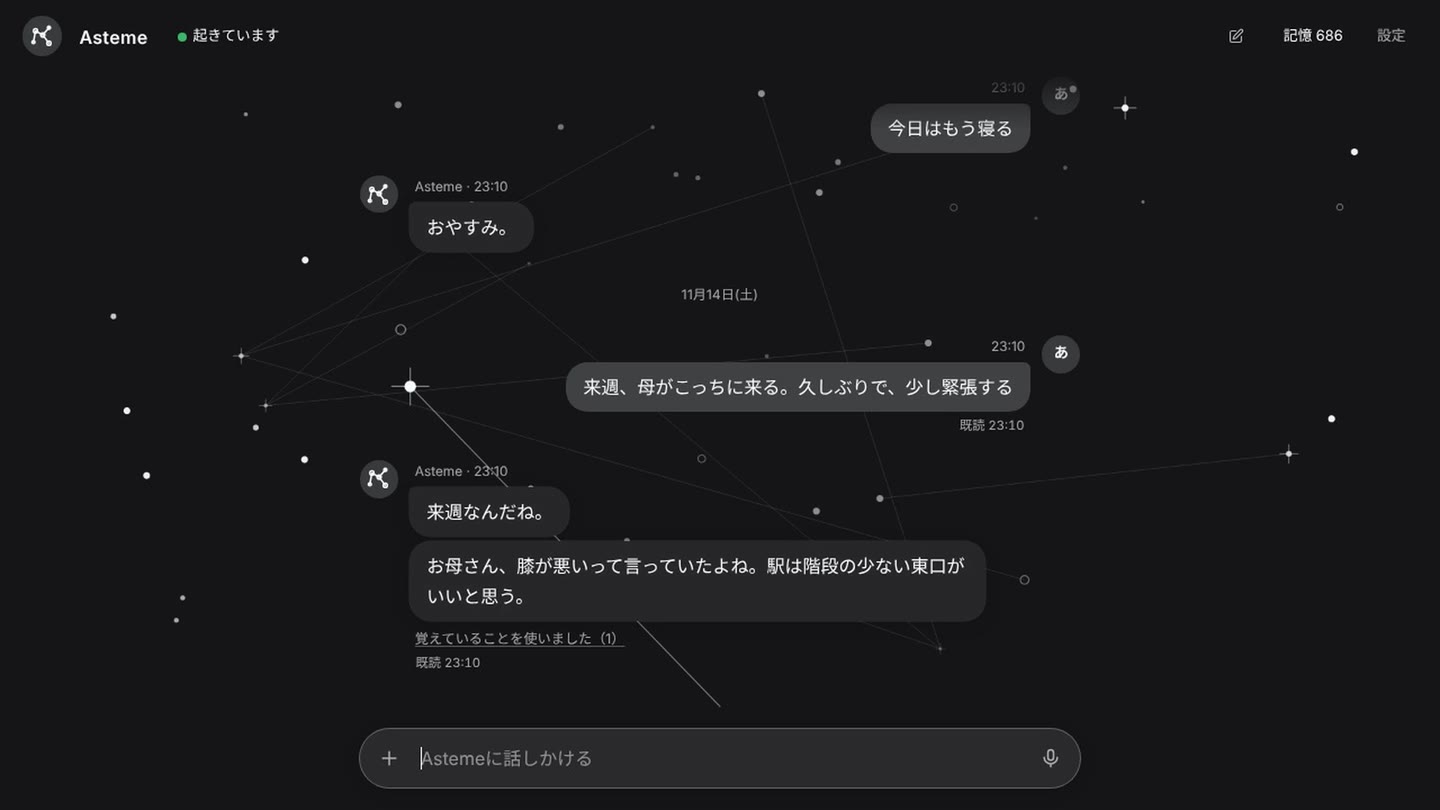 Asteme
起きています
記憶 686
設定
23:10
あ
今日はもう寝る
Asteme · 23:10
おやすみ。
11月14日(土)
23:10
あ
来週、母がこっちに来る。久しぶりで、少し緊張する
既読 23:10
Asteme · 23:10
来週なんだね。
お母さん、膝が悪いって言っていたよね。駅は階段の少ない東口が
いいと思う。
覚えていることを使いました（1）
既読 23:10
Astemeに話しかける